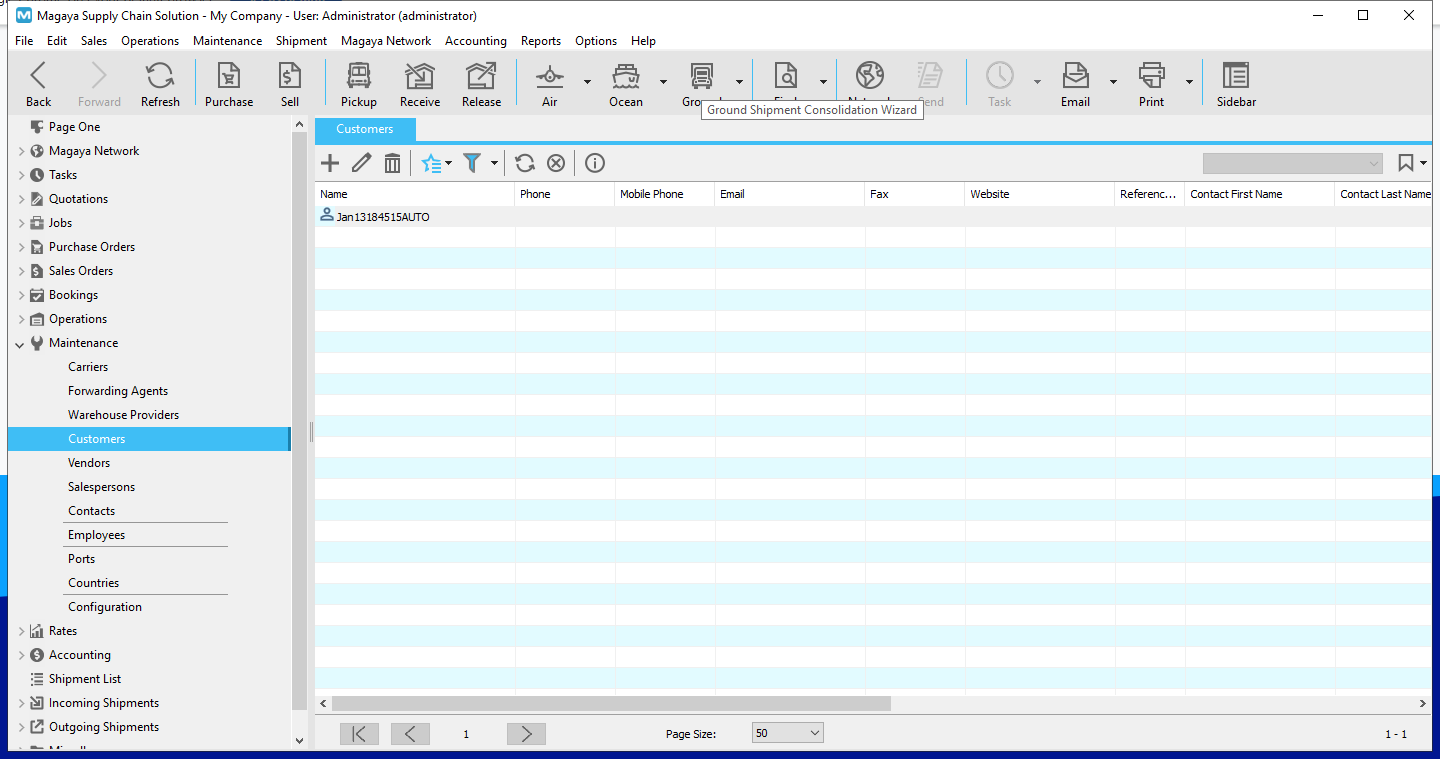 Magaya Supply Chain Solution - My Company - User: Administrator (administrator)
File Edit Sales Operations Maintenance Shipment Magaya Network Accounting Reports Options Help
Back Forward Refresh Purchase Sell Pickup Receive Release Air Ocean Task Email Print Sidebar
Ground Shipment Consolidation Wizard
Page One
Magaya Network
Tasks
Quotations
Jobs
Purchase Orders
Sales Orders
Bookings
Operations
Maintenance
Carriers
Forwarding Agents
Warehouse Providers
Customers
Vendors
Salespersons
Contacts
Employees
Ports
Countries
Configuration
Rates
Accounting
Shipment List
Incoming Shipments
Outgoing Shipments
Customers
Name Phone Mobile Phone Email Fax Website Referenc... Contact First Name Contact Last Name
Jan13184515AUTO
1 Page Size: 50 1 - 1